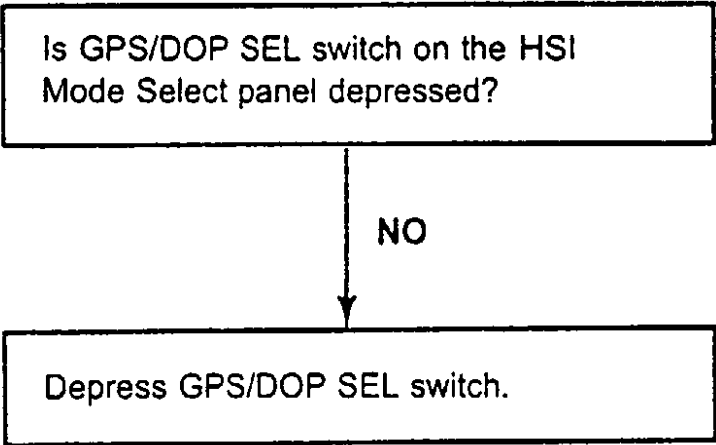 Is GPS/DOP SEL switch on the HSI
Mode Select panel depressed?
NO
Depress GPS/DOP SEL switch.